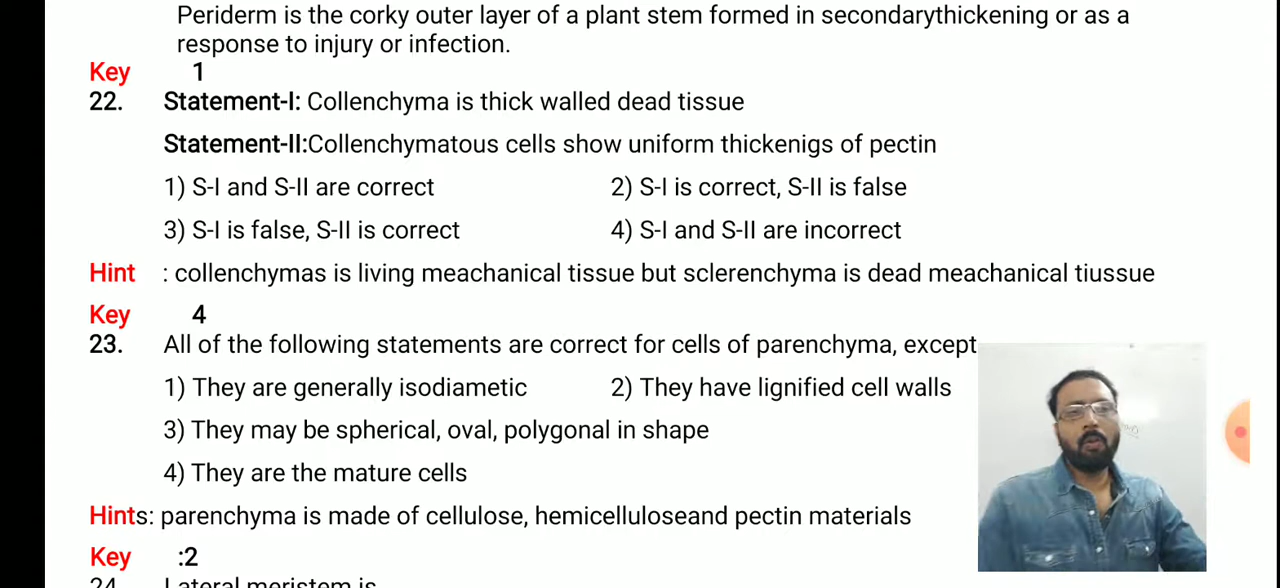 Periderm is the corky outer layer of a plant stem formed in secondarythickening or as a
response to injury or infection.
Key 1
22. Statement-I: Collenchyma is thick walled dead tissue
Statement-II:Collenchymatous cells show uniform thickenigs of pectin
1) S-I and S-II are correct 2) S-I is correct, S-II is false
3) S-I is false, S-II is correct 4) S-I and S-II are incorrect
Hint : collenchymas is living meachanical tissue but sclerenchyma is dead meachanical tiussue
Key 4
23. All of the following statements are correct for cells of parenchyma, except
1) They are generally isodiametic 2) They have lignified cell walls
3) They may be spherical, oval, polygonal in shape
4) They are the mature cells
Hints: parenchyma is made of cellulose, hemicelluloseand pectin materials
Key :2
24. Lateral meristem is